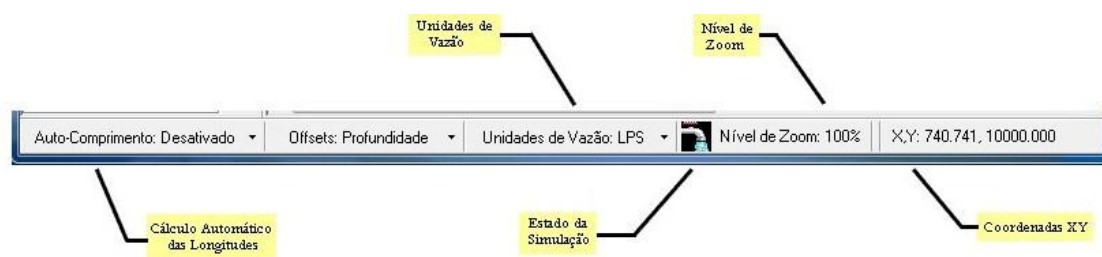 Unidades de
Vazão
Nível de
Zoom
Auto-Comprimento: Desativado
Offsets: Profundidade
Unidades de Vazão: LPS
Nível de Zoom: 100%
X,Y: 740.741, 10000.000
Cálculo Automático
das Longitudes
Estado da
Simulação
Coordenadas XY